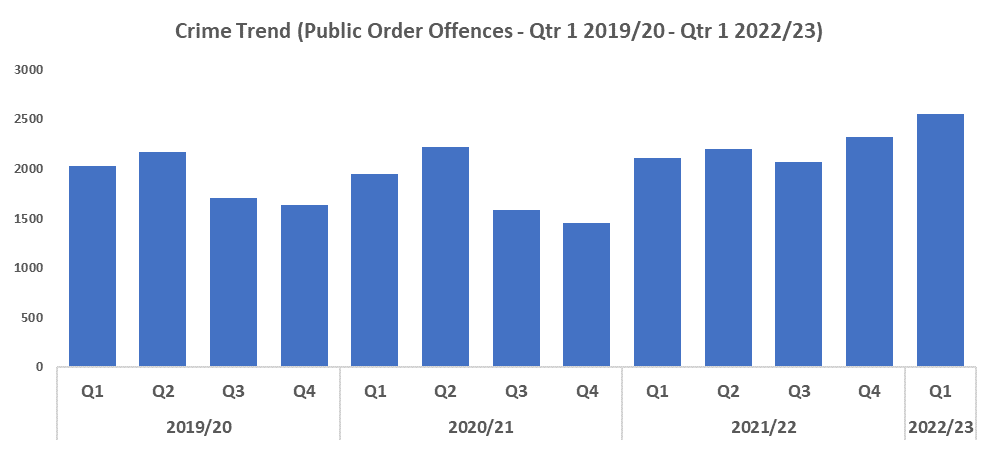 Crime Trend (Public Order Offences - Qtr 1 2019/20 - Qtr 1 2022/23)
3000
2500
2000
1500
1000
500
0
Q1 Q2 Q3 Q4 Q1 Q2 Q3 Q4 Q1 Q2 Q3 Q4 Q1
2019/20 2020/21 2021/22 2022/23